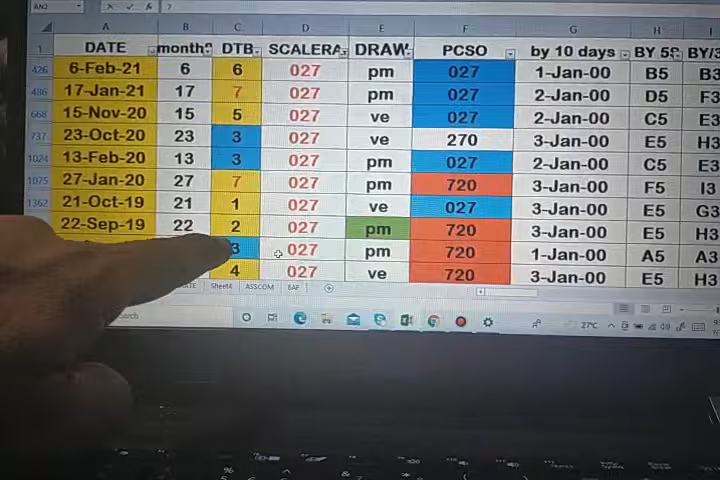 AN2
DATE month DTB SCALERA DRAW PCSO by 10 days BY 5 BY/3
426 6-Feb-21 6 6 027 pm 027 1-Jan-00 B5 B3
486 17-Jan-21 17 7 027 pm 027 2-Jan-00 D5 F3
668 15-Nov-20 15 5 027 ve 027 2-Jan-00 C5 E3
737 23-Oct-20 23 3 027 ve 270 3-Jan-00 E5 H3
1024 13-Feb-20 13 3 027 pm 027 2-Jan-00 C5 E3
1075 27-Jan-20 27 7 027 pm 720 3-Jan-00 F5 I3
1362 21-Oct-19 21 1 027 ve 027 3-Jan-00 E5 G3
22-Sep-19 22 2 027 pm 720 3-Jan-00 E5 H3
3 027 pm 720 1-Jan-00 A5 A3
4 027 ve 720 3-Jan-00 E5 H3
Sheet4 ASSCOM BAF
27°C